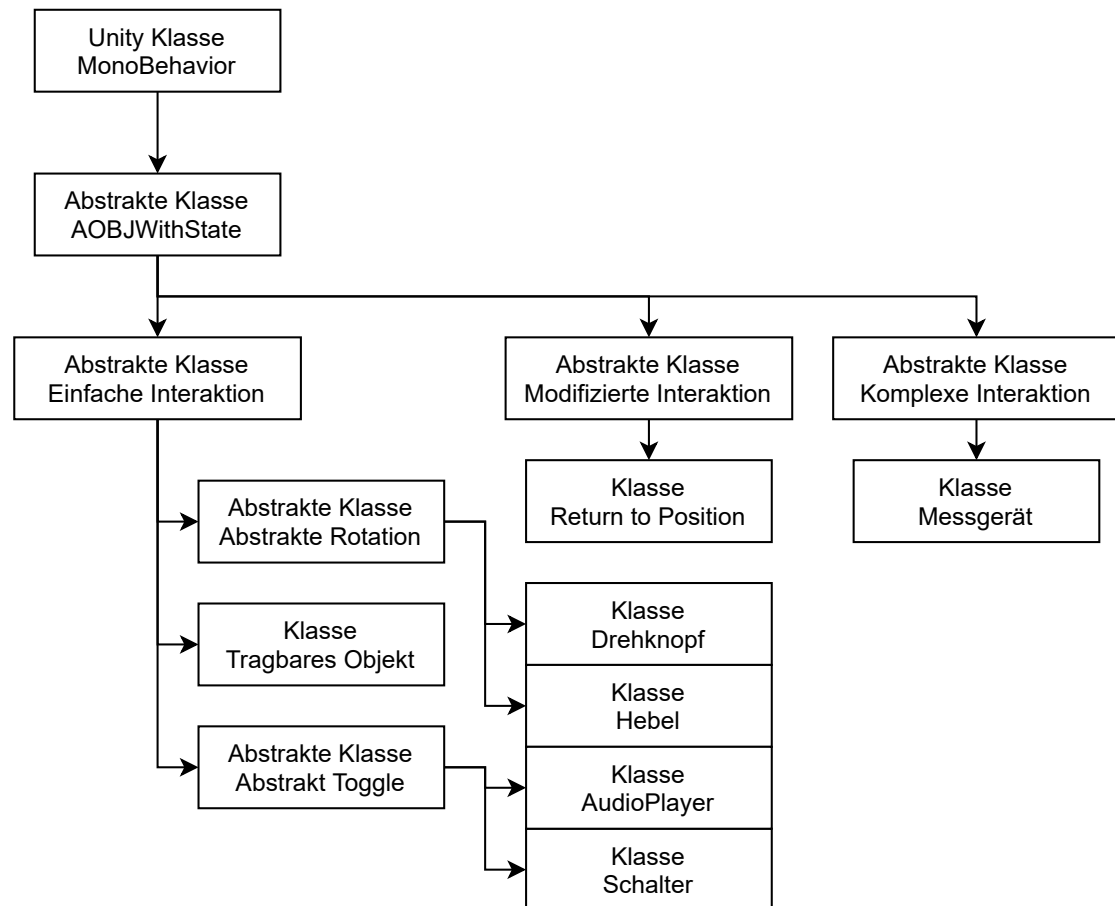 Unity Klasse
MonoBehavior
Abstrakte Klasse
AOBJWithState
Abstrakte Klasse
Einfache Interaktion
Abstrakte Klasse
Modifizierte Interaktion
Abstrakte Klasse
Komplexe Interaktion
Klasse
Return to Position
Klasse
Messgerät
Abstrakte Klasse
Abstrakte Rotation
Klasse
Tragbares Objekt
Abstrakte Klasse
Abstrakt Toggle
Klasse
Drehknopf
Klasse
Hebel
Klasse
AudioPlayer
Klasse
Schalter